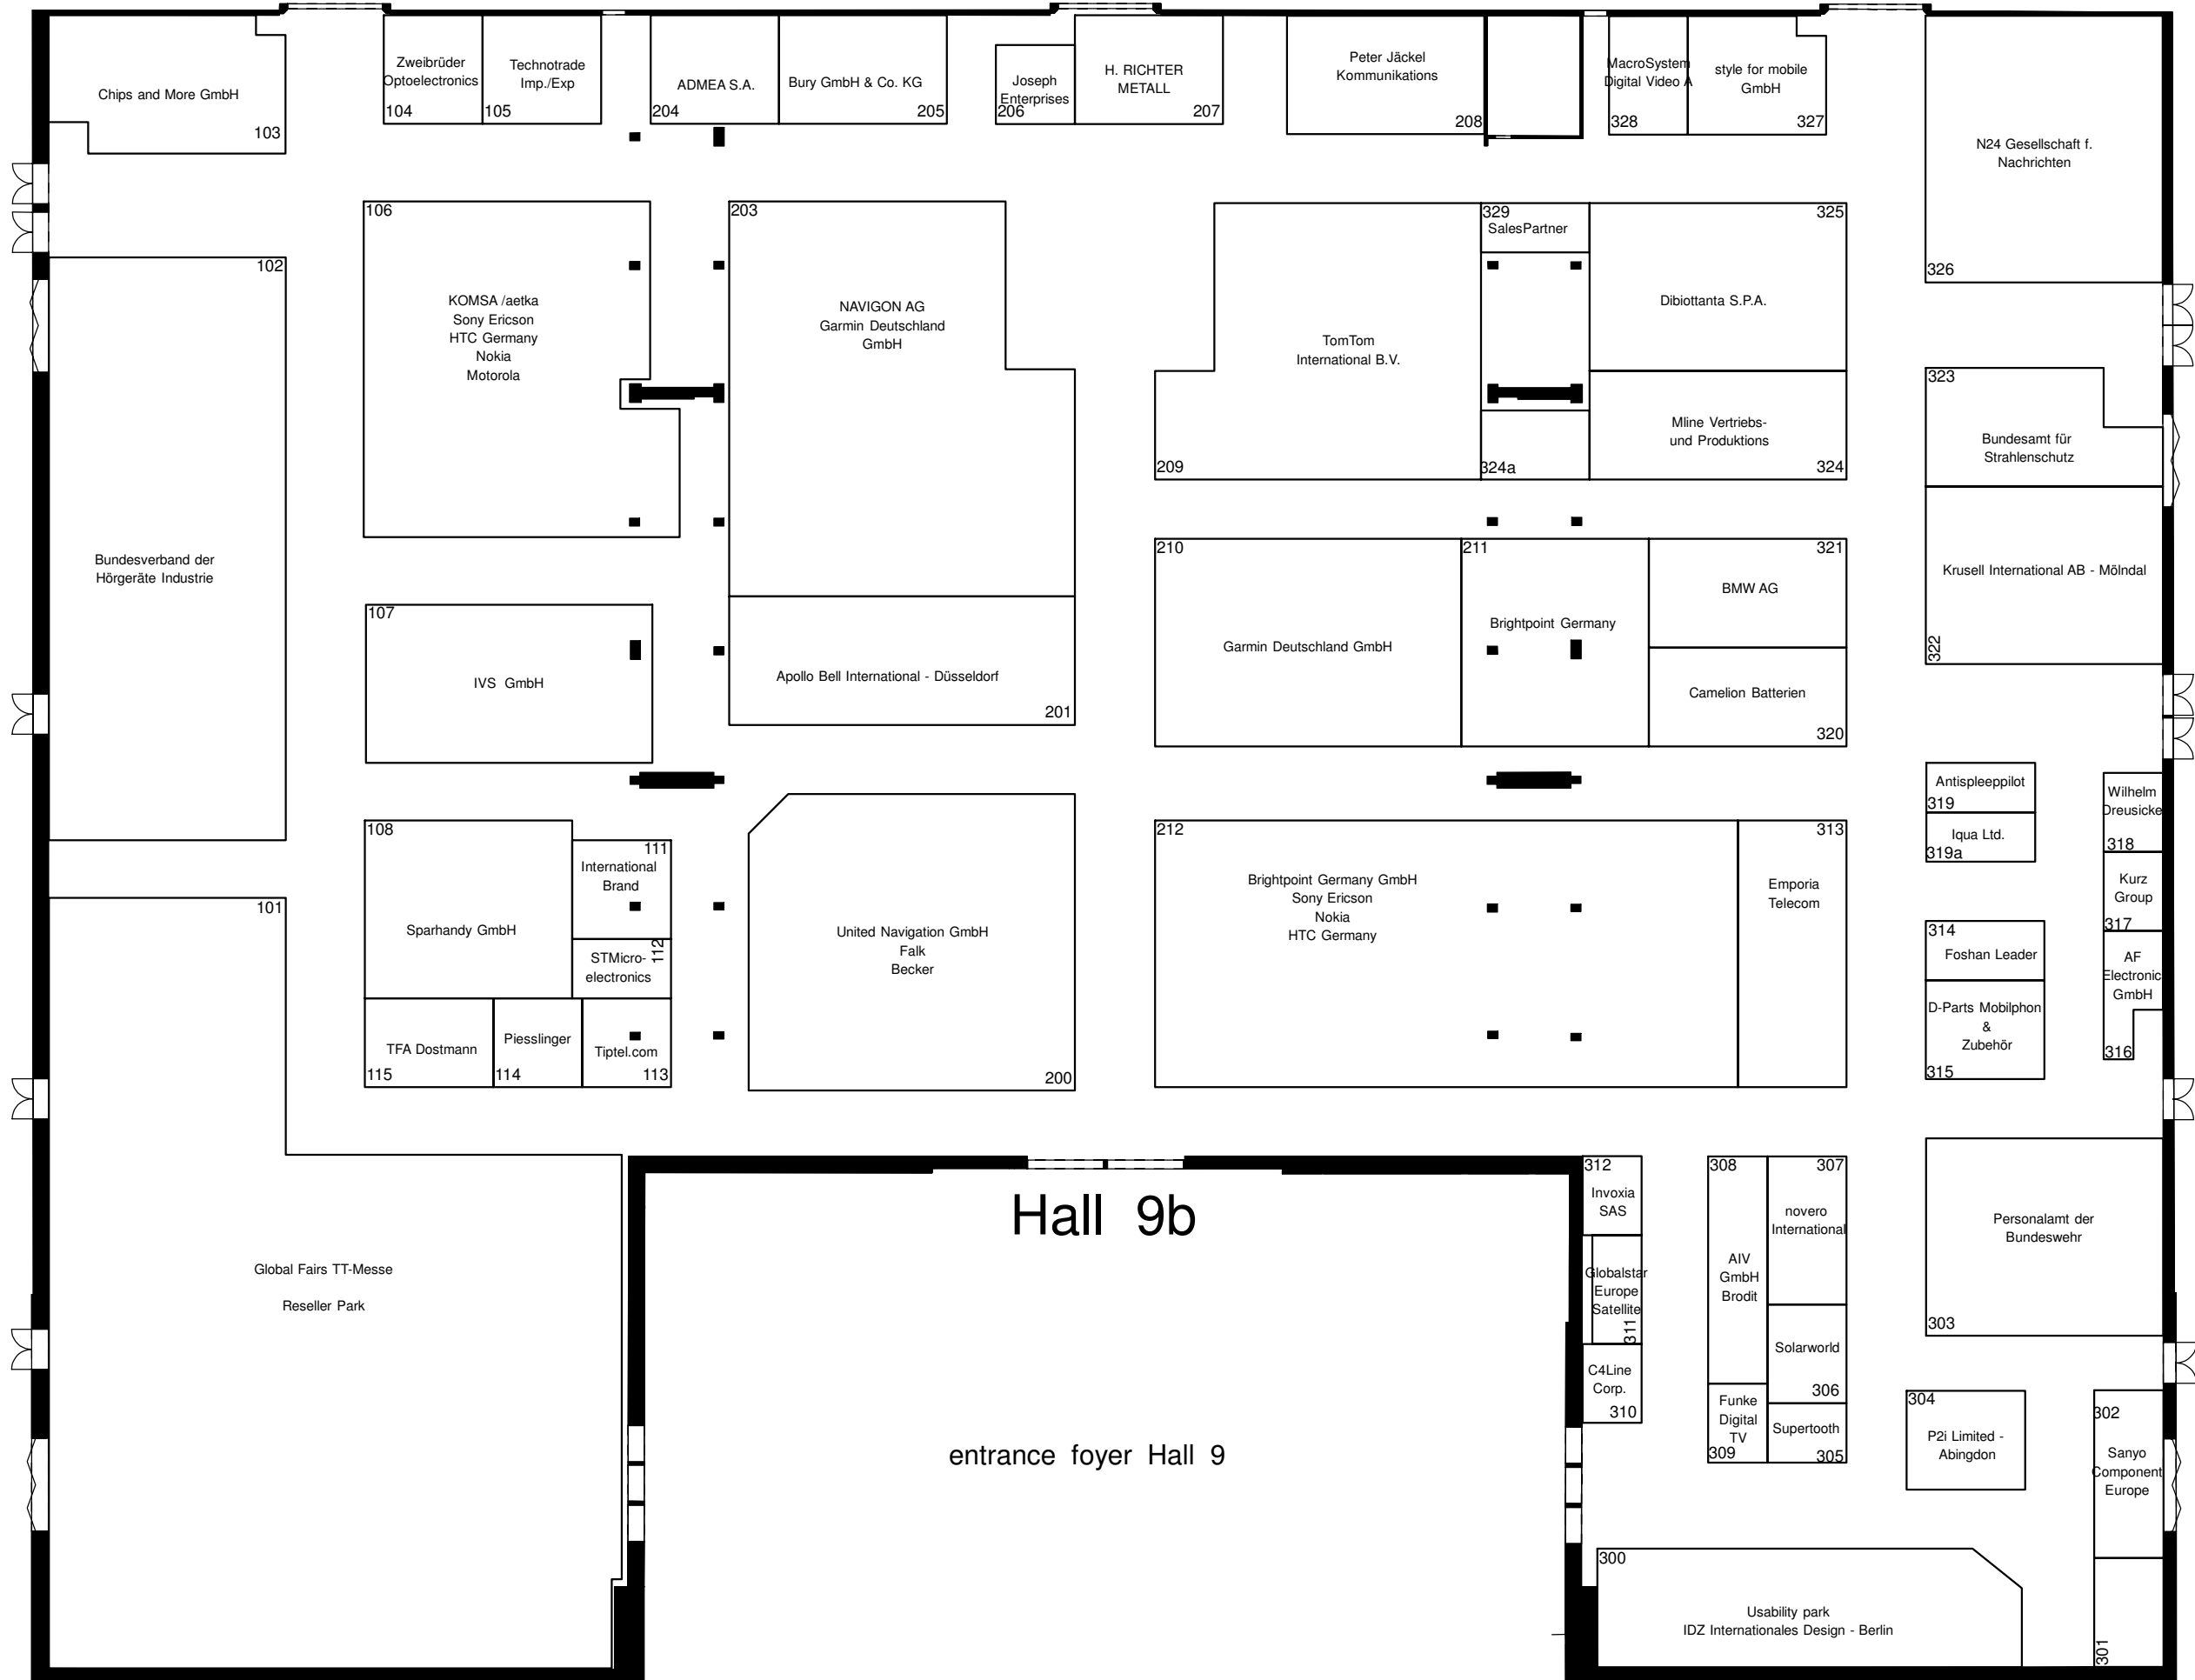 Chips and More GmbH
103
Zweibrüder
Optoelectronics
104
Technotrade
Imp./Exp
105
ADMEA S.A.
204
Bury GmbH & Co. KG
205
Joseph
Enterprises
206
H. RICHTER
METALL
207
Peter Jäckel
Kommunikations
208
MacroSystem
Digital Video A
328
style for mobile
GmbH
327
N24 Gesellschaft f.
Nachrichten
326
102
Bundesverband der
Hörgeräte Industrie
106
KOMSA /aetka
Sony Ericson
HTC Germany
Nokia
Motorola
203
NAVIGON AG
Garmin Deutschland
GmbH
TomTom
International B.V.
209
329
SalesPartner
324a
325
Dibiottanta S.P.A.
Mline Vertriebs-
und Produktions
324
323
Bundesamt für
Strahlenschutz
Krusell International AB - Mölndal
322
107
IVS GmbH
Apollo Bell International - Düsseldorf
201
210
Garmin Deutschland GmbH
211
Brightpoint Germany
321
BMW AG
Camelion Batterien
320
Antispleeppilot
319
Iqua Ltd.
319a
Wilhelm
Dreusicke
318
Kurz
Group
317
AF
Electronic
GmbH
316
314
Foshan Leader
D-Parts Mobilphon
&
Zubehör
315
108
Sparhandy GmbH
111
International
Brand
112
STMicro-
electronics
TFA Dostmann
115
Piesslinger
114
Tiptel.com
113
United Navigation GmbH
Falk
Becker
200
212
Brightpoint Germany GmbH
Sony Ericson
Nokia
HTC Germany
313
Emporia
Telecom
101
Global Fairs TT-Messe
Reseller Park
Hall 9b
entrance foyer Hall 9
312
Invoxia
SAS
Globalstar
Europe
Satellite
311
C4Line
Corp.
310
308
AIV
GmbH
Brodit
307
novero
International
Solarworld
306
Funke
Digital
TV
309
Supertooth
305
Personalamt der
Bundeswehr
303
304
P2i Limited -
Abingdon
302
Sanyo
Component
Europe
301
300
Usability park
IDZ Internationales Design - Berlin